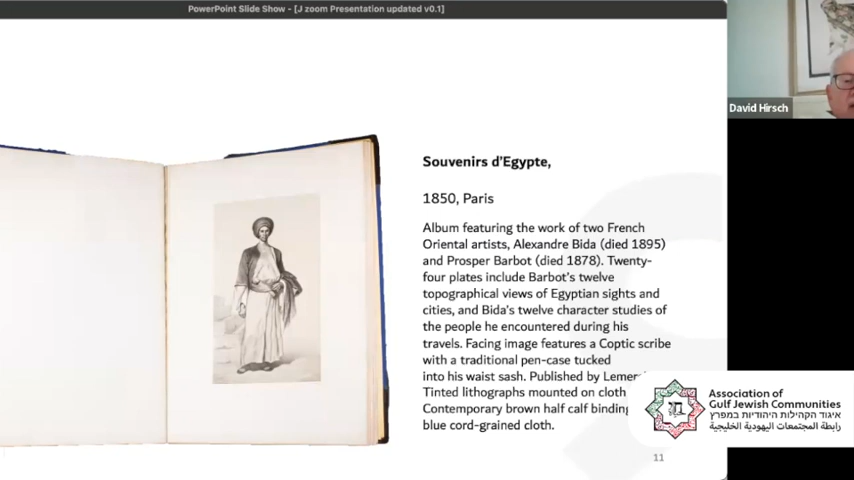 PowerPoint Slide Show - [J zoom Presentation updated v0.1]
David Hirsch
Souvenirs d'Egypte,
1850, Paris
Album featuring the work of two French
Oriental artists, Alexandre Bida (died 1895)
and Prosper Barbot (died 1878). Twenty-
four plates include Barbot's twelve
topographical views of Egyptian sights and
cities, and Bida's twelve character studies of
the people he encountered during his
travels. Facing image features a Coptic scribe
with a traditional pen-case tucked
into his waist sash. Published by
Tinted lithographs mounted on cloth
Contemporary brown half calf binding
blue cord-grained cloth.
Association of
Gulf Jewish Communities
איגוד הקהילות היהודיות במפרץ
رابطة المجتمعات اليهودية الخليجية
11